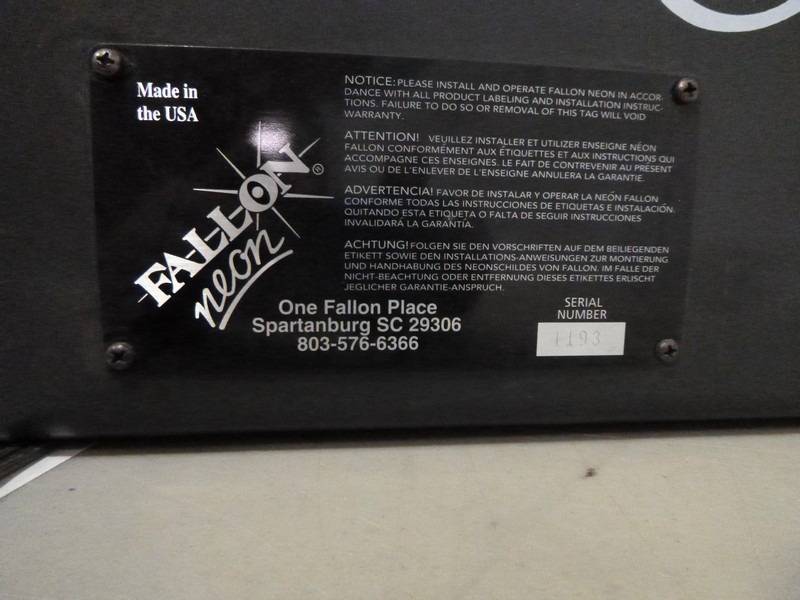 Made in
the USA
FALLON®
neon
NOTICE: PLEASE INSTALL AND OPERATE FALLON NEON IN ACCOR-
DANCE WITH ALL PRODUCT LABELING AND INSTALLATION INSTRUC-
TIONS. FAILURE TO DO SO OR REMOVAL OF THIS TAG WILL VOID
WARRANTY.
ATTENTION! VEUILLEZ INSTALLER ET UTILIZER ENSEIGNE NÉON
FALLON CONFORMÉMENT AUX ÉTIQUETTES ET AUX INSTRUCTIONS QUI
ACCOMPAGNE CES ENSEIGNES. LE FAIT DE CONTREVENIR AU PRÉSENT
AVIS OU DE L'ENLEVER DE L'ENSEIGNE ANNULERA LA GARANTIE.
ADVERTENCIA! FAVOR DE INSTALAR Y OPERAR LA NEÓN FALLON
CONFORME TODAS LAS INSTRUCCIONES DE ETIQUETAS E INSTALACIÓN.
QUITANDO ESTA ETIQUETA O FALTA DE SEGUIR INSTRUCCIONES
INVALIDARÁ LA GARANTÍA.
ACHTUNG! FOLGEN SIE DEN VORSCHRIFTEN AUF DEM BEILIEGENDEN
ETIKETT SOWIE DEN INSTALLATIONS-ANWEISUNGEN ZUR MONTIERUNG
UND HANDHABUNG DES NEONSCHILDES VON FALLON. IM FALLE DER
NICHT-BEACHTUNG ODER ENTFERNUNG DIESES ETIKETTES ERLISCHT
JEGLICHER GARANTIE-ANSPRUCH.
One Fallon Place
Spartanburg SC 29306
803-576-6366
SERIAL
NUMBER
1193